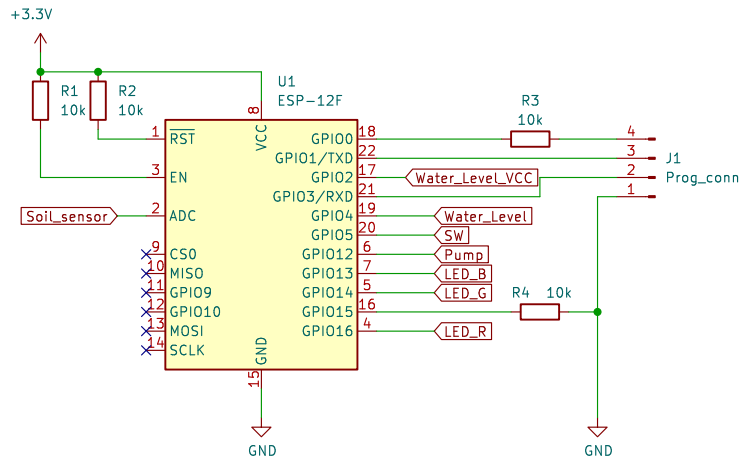 +3.3V
R1
10k
R2
10k
U1
ESP-12F
8
VCC
1
RST
3
EN
2
ADC
Soil_sensor
9
CS0
10
MISO
11
GPIO9
12
GPIO10
13
MOSI
14
SCLK
GPIO0
18
GPIO1/TXD
22
GPIO2
17
GPIO3/RXD
21
GPIO4
19
GPIO5
20
GPIO12
6
GPIO13
7
GPIO14
5
GPIO15
16
GPIO16
4
GND
15
GND
Water_Level_VCC
Water_Level
SW
Pump
LED_B
LED_G
LED_R
R3
10k
R4 10k
4
3
2
1
J1
Prog_conn
GND